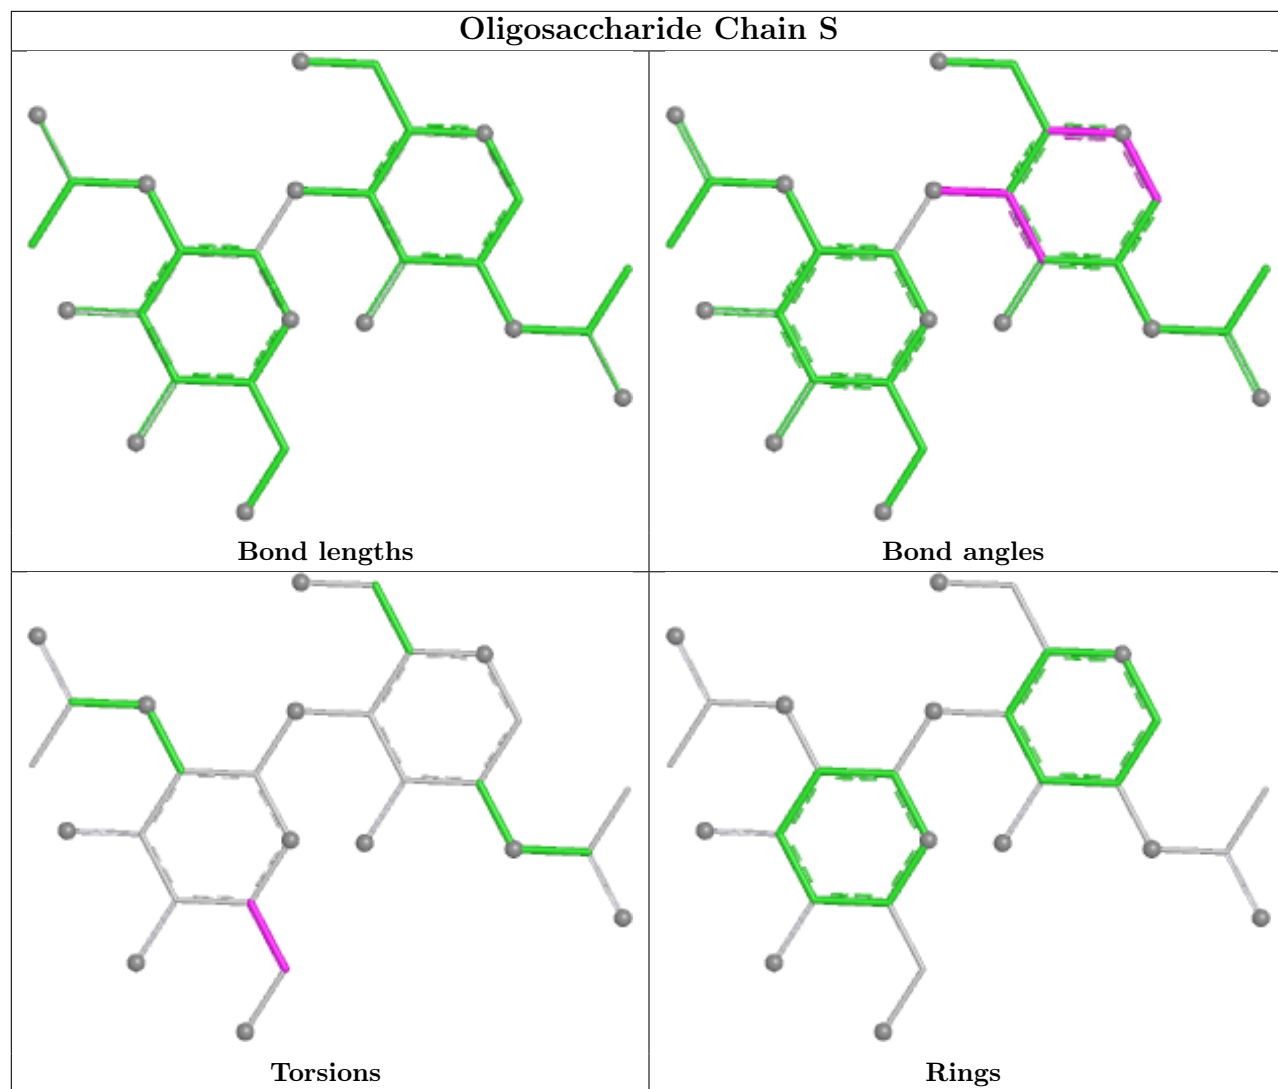 Oligosaccharide Chain S
Bond lengths
Bond angles
Torsions
Rings